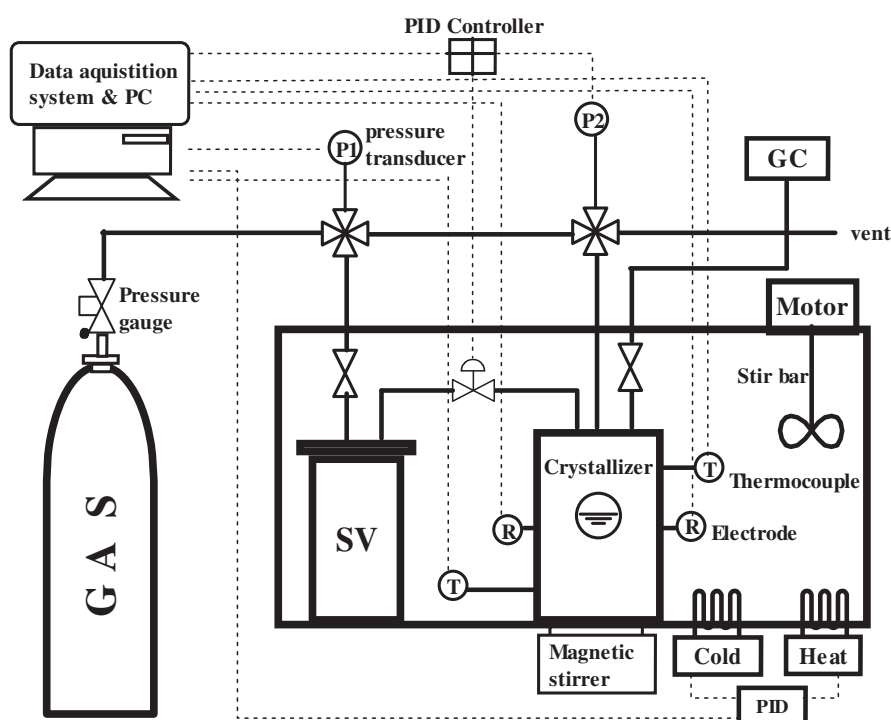 PID Controller
Data aquistition
system & PC
P1
pressure
transducer
P2
GC
vent
Pressure
gauge
Motor
Stir bar
GAS
SV
Crystallizer
T
Thermocouple
R
R
Electrode
T
Magnetic
stirrer
Cold
Heat
PID